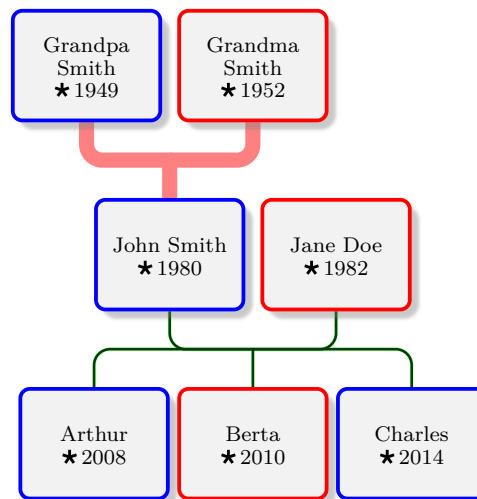 Grandpa
Smith
★1949
Grandma
Smith
★1952
John Smith
★1980
Jane Doe
★1982
Arthur
★2008
Berta
★2010
Charles
★2014